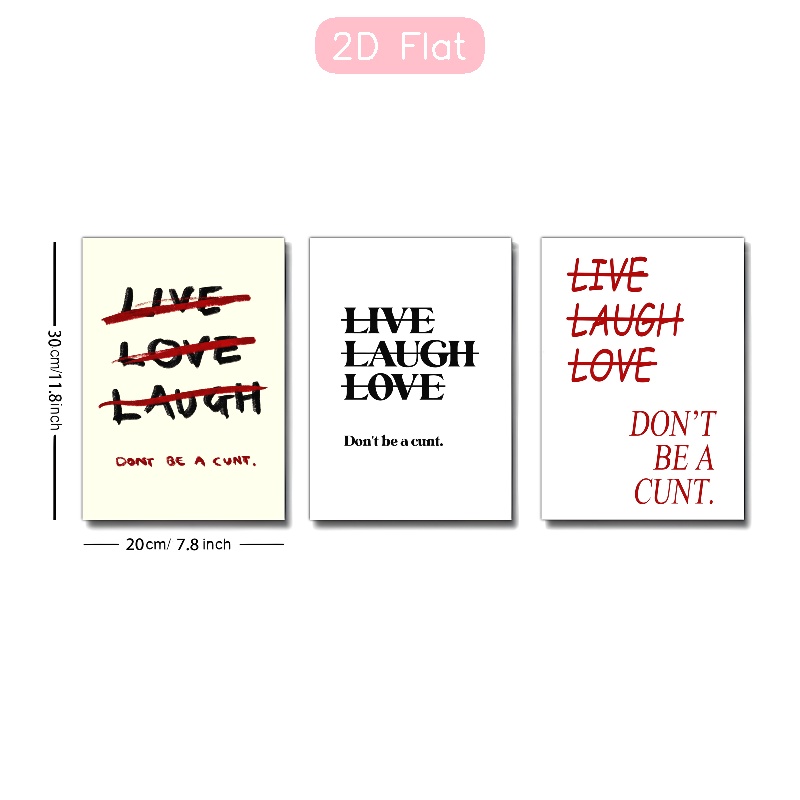 2D Flat
30cm/11.8inch
LIVE
LOVE
LAUGH
DONT BE A CUNT.
20cm/ 7.8 inch
LIVE
LAUGH
LOVE
Don't be a cunt.
LIVE
LAUGH
LOVE
DON'T
BE A
CUNT.